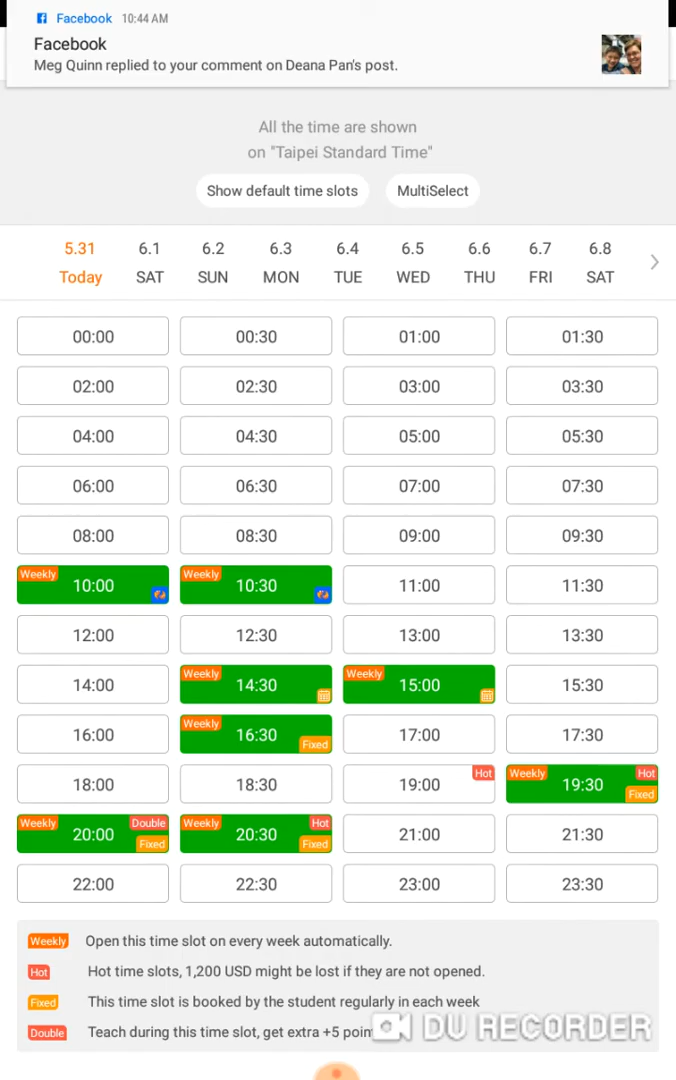 Facebook 10:44 AM
Facebook
Meg Quinn replied to your comment on Deana Pan's post.
All the time are shown
on "Taipei Standard Time"
Show default time slots MultiSelect
5.31 6.1 6.2 6.3 6.4 6.5 6.6 6.7 6.8
Today SAT SUN MON TUE WED THU FRI SAT
00:00 00:30 01:00 01:30
02:00 02:30 03:00 03:30
04:00 04:30 05:00 05:30
06:00 06:30 07:00 07:30
08:00 08:30 09:00 09:30
Weekly 10:00 Weekly 10:30 11:00 11:30
12:00 12:30 13:00 13:30
14:00 Weekly 14:30 Weekly 15:00 15:30
16:00 Weekly 16:30 Fixed 17:00 17:30
18:00 18:30 19:00 Hot Weekly 19:30 Hot Fixed
Weekly 20:00 Double Fixed Weekly 20:30 Hot Fixed 21:00 21:30
22:00 22:30 23:00 23:30
Weekly Open this time slot on every week automatically.
Hot Hot time slots, 1,200 USD might be lost if they are not opened.
Fixed This time slot is booked by the student regularly in each week
Double Teach during this time slot, get extra +5
DU RECORDER